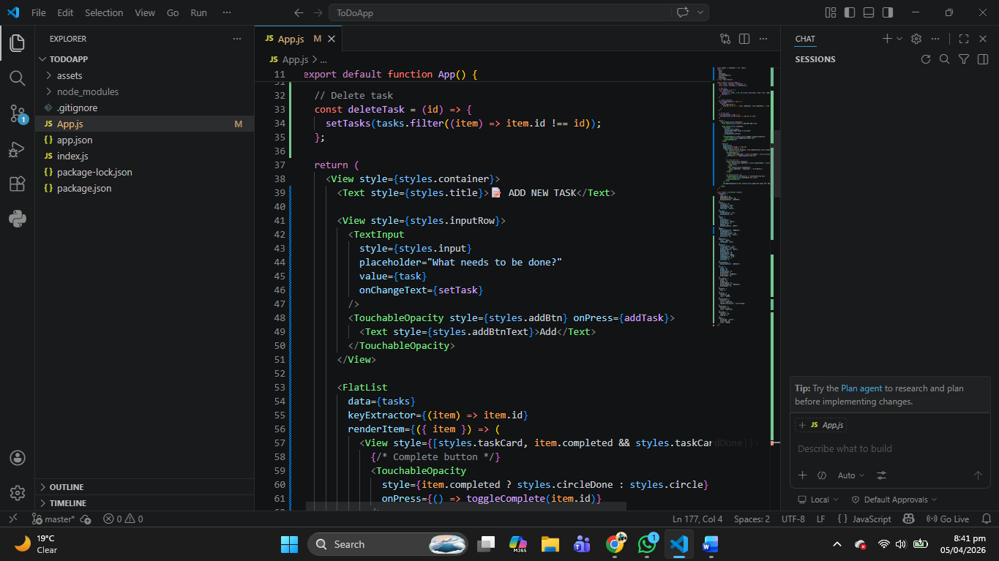 File Edit Selection View Go Run ···
ToDoApp
EXPLORER
TODOAPP
assets
node_modules
.gitignore
JS App.js M
{} app.json
JS index.js
{} package-lock.json
{} package.json
OUTLINE
TIMELINE
JS App.js M
JS App.js > ...
11 export default function App() {
31
32 // Delete task
33 const deleteTask = (id) => {
34 setTasks(tasks.filter((item) => item.id !== id));
35 };
36
37 return (
38 <View style={styles.container}>
39 <Text style={styles.title}>📝 ADD NEW TASK</Text>
40
41 <View style={styles.inputRow}>
42 <TextInput
43 style={styles.input}
44 placeholder="What needs to be done?"
45 value={task}
46 onChangeText={setTask}
47 />
48 <TouchableOpacity style={styles.addBtn} onPress={addTask}>
49 <Text style={styles.addBtnText}>Add</Text>
50 </TouchableOpacity>
51 </View>
52
53 <FlatList
54 data={tasks}
55 keyExtractor={(item) => item.id}
56 renderItem={({ item }) => (
57 <View style={[styles.taskCard, item.completed && styles.taskCardDone]}>
58 {/* Complete button */}
59 <TouchableOpacity
60 style={item.completed ? styles.circleDone : styles.circle}
61 onPress={() => toggleComplete(item.id)}
CHAT
SESSIONS
Tip: Try the Plan agent to research and plan
before implementing changes.
JS App.js
Describe what to build
Auto
Local Default Approvals
master* 0 0 Ln 177, Col 4 Spaces: 2 UTF-8 LF {} JavaScript Go Live
1
19°C
Clear
Search
M365
1
8:41 pm
05/04/2026